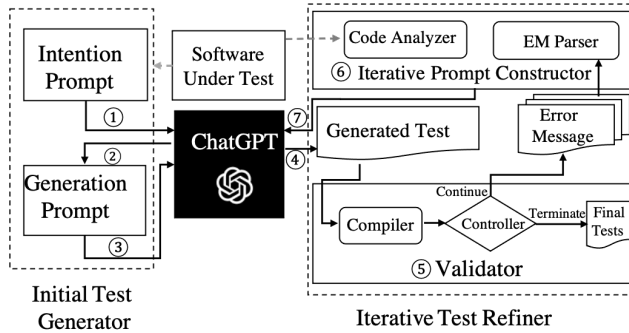 Intention
Prompt
①
②
Generation
Prompt
③
Initial Test
Generator
Software
Under Test
ChatGPT
⑦
④
Code Analyzer
EM Parser
⑥ Iterative Prompt Constructor
Generated Test
Error
Message
Continue
Compiler
Controller
Terminate
Final
Tests
⑤ Validator
Iterative Test Refiner